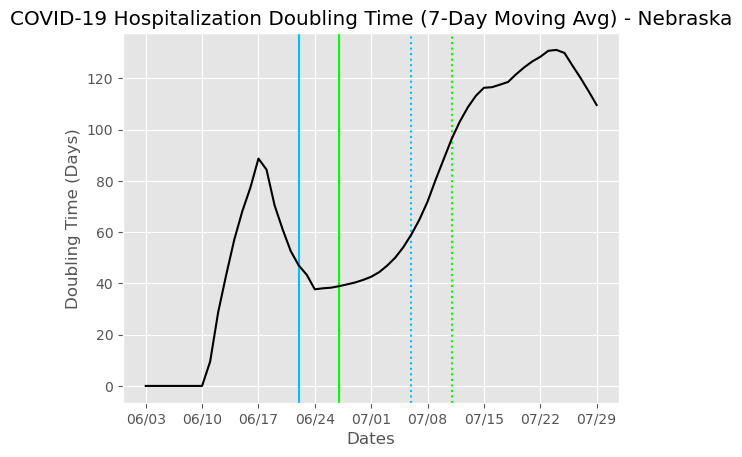 COVID-19 Hospitalization Doubling Time (7-Day Moving Avg) - Nebraska
Doubling Time (Days)
120
100
80
60
40
20
0
06/03 06/10 06/17 06/24 07/01 07/08 07/15 07/22 07/29
Dates